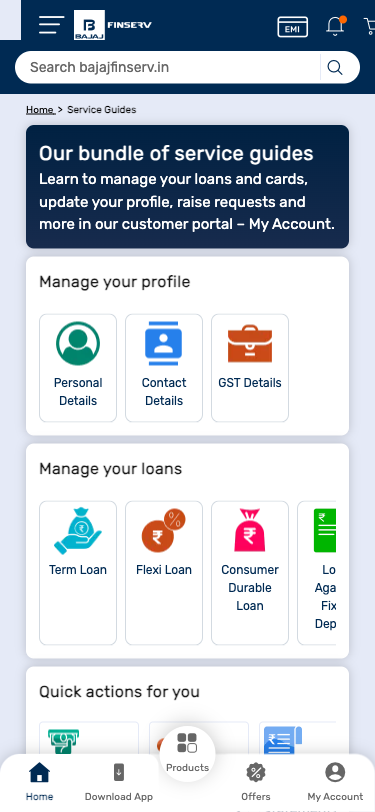 B
BAJAJ
FINSERV
EMI
Search bajajfinserv.in
Home > Service Guides
Our bundle of service guides
Learn to manage your loans and cards,
update your profile, raise requests and
more in our customer portal – My Account.
Manage your profile
Personal
Details
Contact
Details
GST Details
Manage your loans
Term Loan
Flexi Loan
Consumer
Durable
Loan
Lo
Aga
Fix
Dep
Quick actions for you
Products
Home
Download App
Offers
My Account